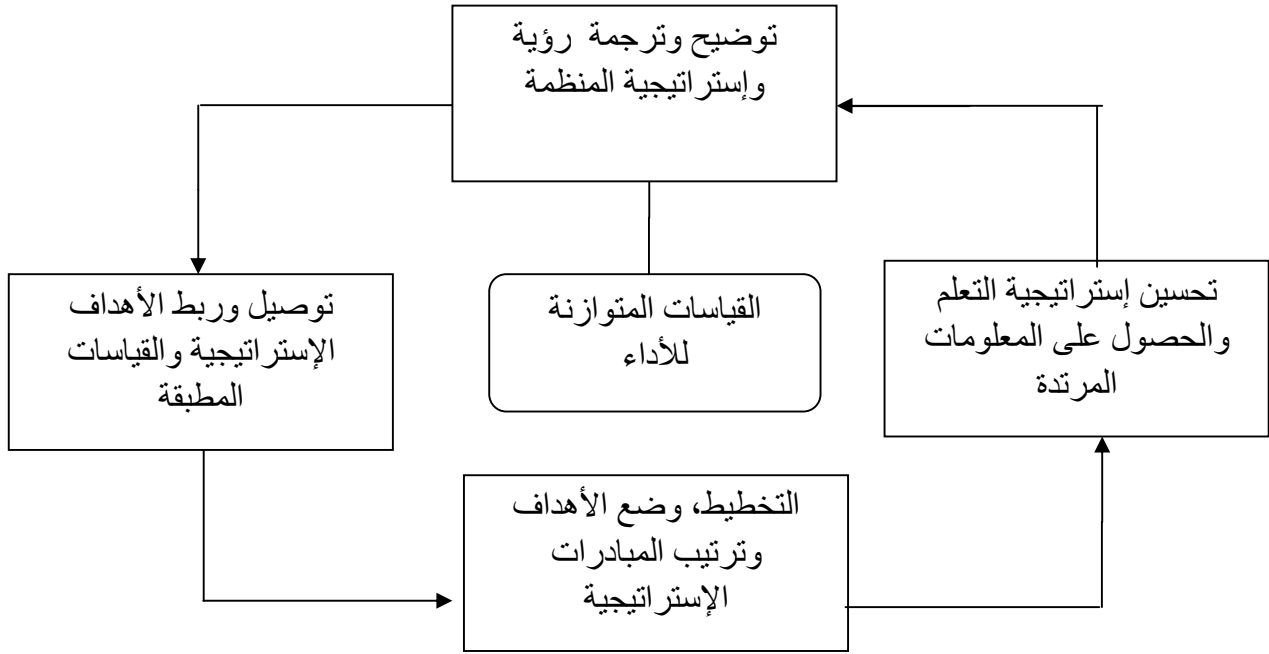 توضيح وترجمة رؤية
وإستراتيجية المنظمة
تحسين إستراتيجية التعلم
والحصول على المعلومات
المرتدة
القياسات المتوازنة
للأداء
توصيل وربط الأهداف
الإستراتيجية والقياسات
المطبقة
التخطيط، وضع الأهداف
وترتيب المبادرات
الإستراتيجية